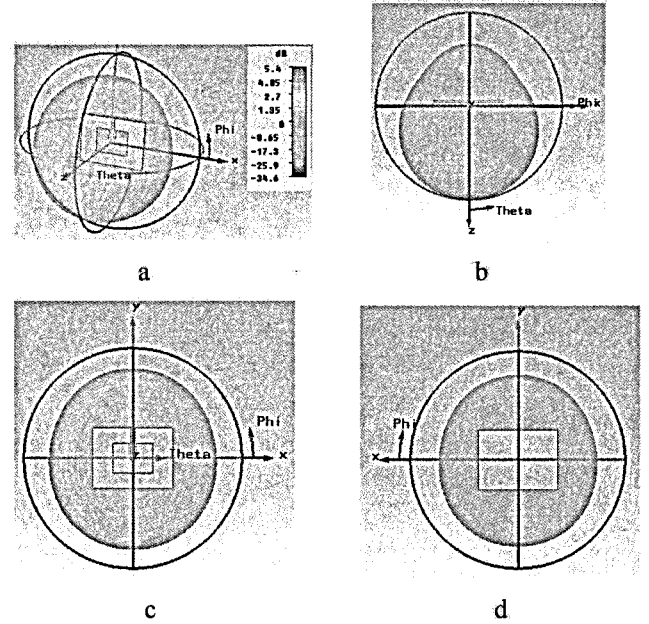 dB
5.4
4.05
2.7
1.35
0
-8.65
-17.3
-25.9
-34.6
Phi
x
z
Theta
a
Theta
z
b
y
Phi
Theta
x
c
y
Phi
x
d